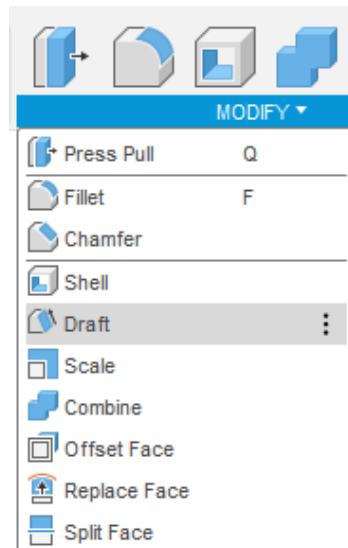 MODIFY
Press Pull Q
Fillet F
Chamfer
Shell
Draft
Scale
Combine
Offset Face
Replace Face
Split Face